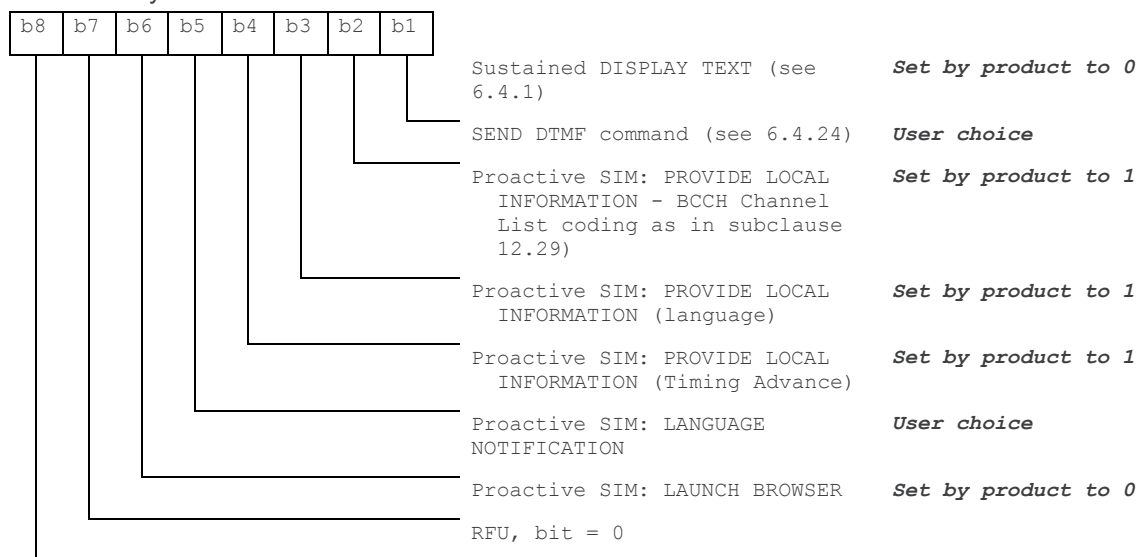 b8 b7 b6 b5 b4 b3 b2 b1
Sustained DISPLAY TEXT (see Set by product to 0
6.4.1)
SEND DTMF command (see 6.4.24) User choice
Proactive SIM: PROVIDE LOCAL Set by product to 1
INFORMATION - BCCH Channel
List coding as in subclause
12.29)
Proactive SIM: PROVIDE LOCAL Set by product to 1
INFORMATION (language)
Proactive SIM: PROVIDE LOCAL Set by product to 1
INFORMATION (Timing Advance)
Proactive SIM: LANGUAGE User choice
NOTIFICATION
Proactive SIM: LAUNCH BROWSER Set by product to 0
RFU, bit = 0